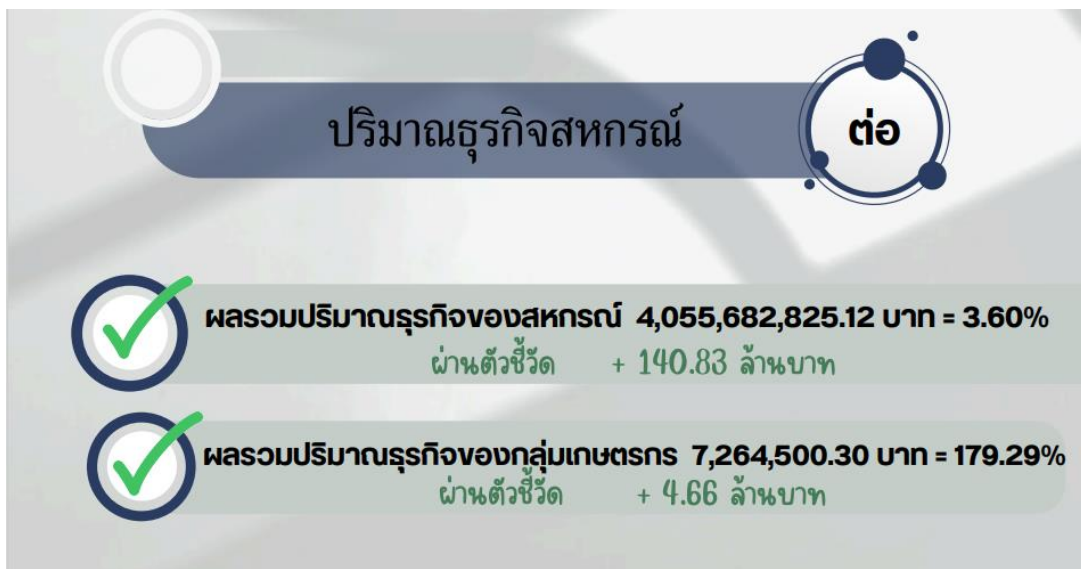 ปริมาณธุรกิจสหกรณ์
ต่อ
ผลรวมปริมาณธุรกิจของสหกรณ์ 4,055,682,825.12 บาท = 3.60%
ผ่านตัวชี้วัด + 140.83 ล้านบาท
ผลรวมปริมาณธุรกิจของกลุ่มเกษตรกร 7,264,500.30 บาท = 179.29%
ผ่านตัวชี้วัด + 4.66 ล้านบาท